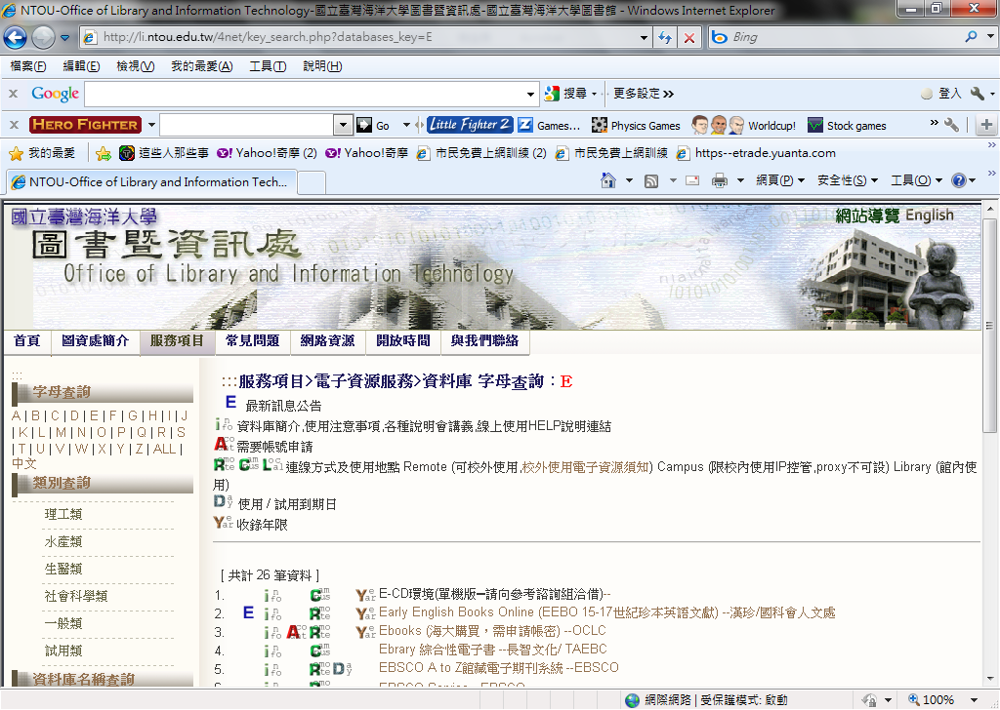 NTOU-Office of Library and Information Technology-國立臺灣海洋大學圖書暨資訊處-國立臺灣海洋大學圖書館 - Windows Internet Explorer
http://li.ntou.edu.tw/4net/key_search.php?databases_key=E
Bing
檔案(F) 編輯(E) 檢視(V) 我的最愛(A) 工具(T) 說明(H)
x Google 搜尋 更多設定 >> 登入
x HERO FIGHTER Go Little Fighter 2 Games... Physics Games Worldcup! Stock games >>
我的最愛 這些人那些事 Yahoo!奇摩 (2) Yahoo!奇摩 市民免費上網訓練 (2) 市民免費上網訓練 https--etrade.yuanta.com >>
NTOU-Office of Library and Information Tech... 網頁(P) 安全性(S) 工具(O) >>
國立臺灣海洋大學
網站導覽 English
圖書暨資訊處
Office of Library and Information Technology
首頁 圖資處簡介 服務項目 常見問題 網路資源 開放時間 與我們聯絡
:::
字母查詢
A | B | C | D | E | F | G | H | I | J
| K | L | M | N | O | P | Q | R | S
| T | U | V | W | X | Y | Z | ALL |
中文
類別查詢
理工類
水產類
生醫類
社會科學類
一般類
試用類
資料庫名稱查詢
:::服務項目>電子資源服務>資料庫 字母查詢：E
E 最新訊息公告
info 資料庫簡介,使用注意事項,各種說明會講義,線上使用HELP說明連結
Acct 需要帳號申請
Remote Campus Local 連線方式及使用地點 Remote (可校外使用,校外使用電子資源須知) Campus (限校內使用IP控管,proxy不可設) Library (館內使
用)
Day 使用 / 試用到期日
Year 收錄年限
[ 共計 26 筆資料 ]
1. info Campus Year E-CD環境(單機版━請向參考諮詢組洽借)--
2. E info Remote Year Early English Books Online (EEBO 15-17世紀珍本英語文獻) --漢珍/國科會人文處
3. info Acct Remote Year Ebooks (海大購買，需申請帳密) --OCLC
4. info Campus Ebrary 綜合性電子書 --長智文化/ TAEBC
5. info Remote Day EBSCO A to Z館藏電子期刊系統 --EBSCO
網際網路 | 受保護模式: 啟動 100%